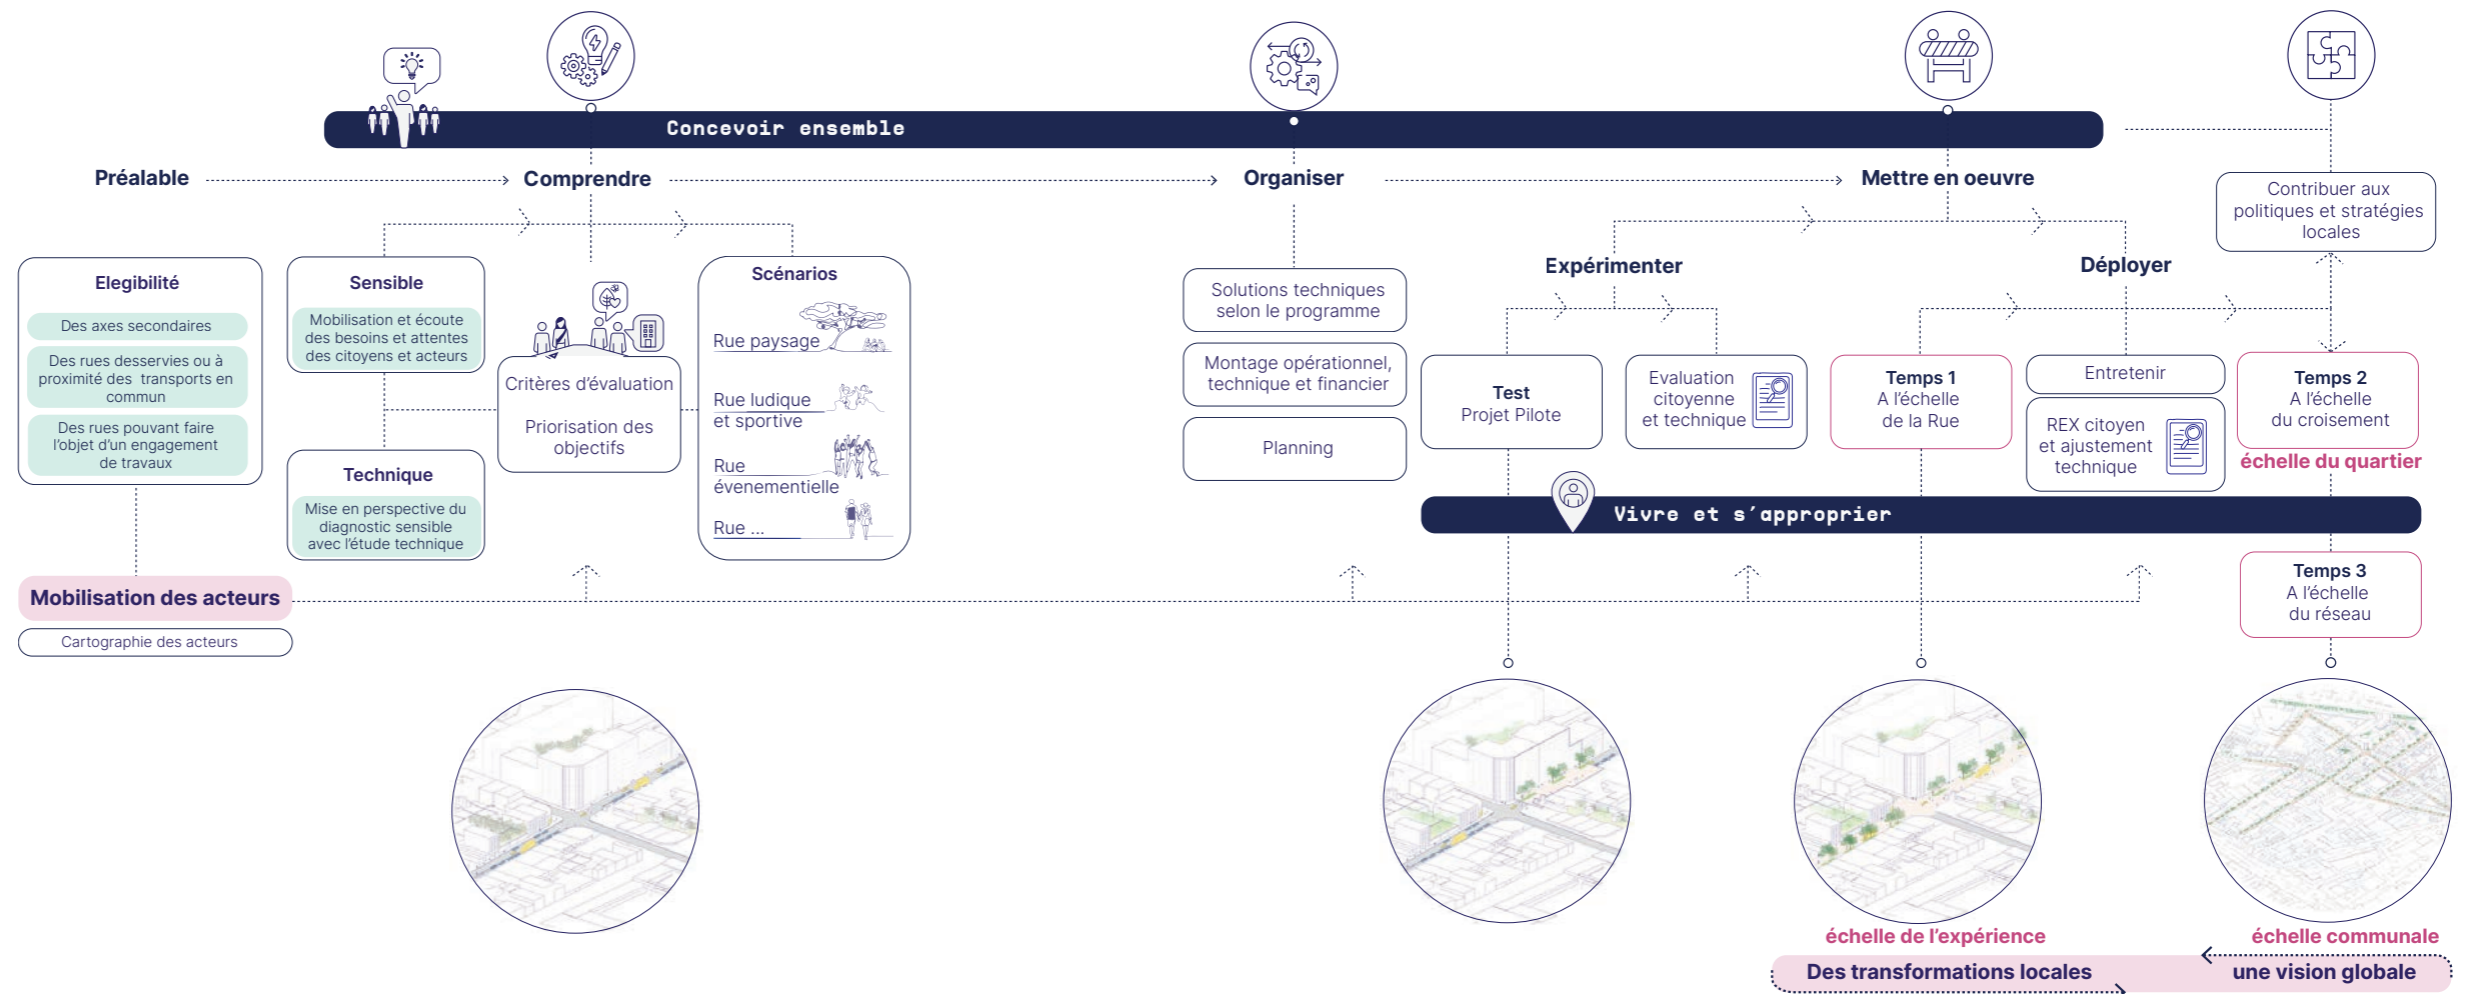 Concevoir ensemble
Préalable
Comprendre
Organiser
Mettre en oeuvre
Contribuer aux
politiques et stratégies
locales
Elegibilité
Des axes secondaires
Des rues desservies ou à
proximité des transports en
commun
Des rues pouvant faire
l’objet d’un engagement
de travaux
Sensible
Mobilisation et écoute
des besoins et attentes
des citoyens et acteurs
Technique
Mise en perspective du
diagnostic sensible
avec l’étude technique
Critères d’évaluation
Priorisation des
objectifs
Scénarios
Rue paysage
Rue ludique
et sportive
Rue
évenementielle
Rue ...
Solutions techniques
selon le programme
Montage opérationnel,
technique et financier
Planning
Expérimenter
Test
Projet Pilote
Evaluation
citoyenne
et technique
Déployer
Temps 1
A l’échelle
de la Rue
Entretenir
REX citoyen
et ajustement
technique
Temps 2
A l’échelle
du croisement
échelle du quartier
Vivre et s’approprier
Temps 3
A l’échelle
du réseau
Mobilisation des acteurs
Cartographie des acteurs
échelle de l’expérience
échelle communale
Des transformations locales
une vision globale